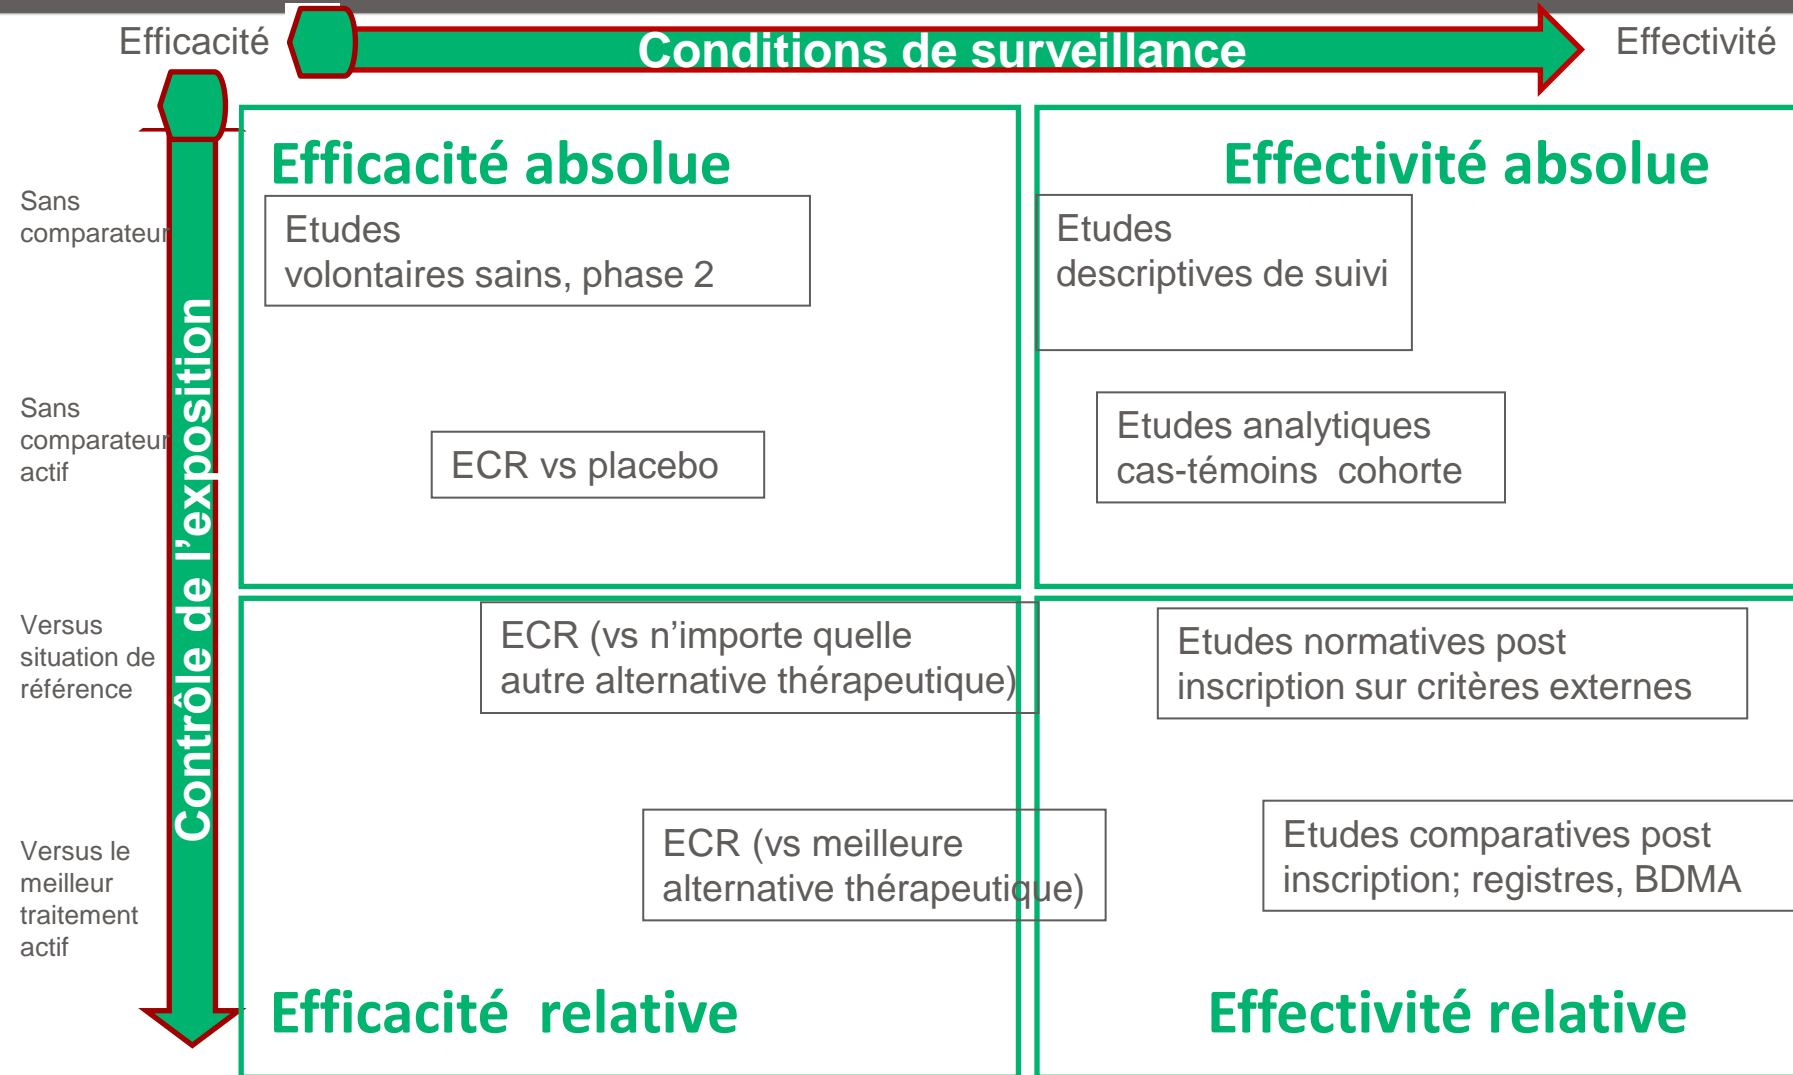 Efficacité
Conditions de surveillance
Effectivité
Efficacité absolue
Effectivité absolue
Sans
comparateur
Etudes
volontaires sains, phase 2
Etudes
descriptives de suivi
Contrôle de l'exposition
Sans
comparateur
actif
ECR vs placebo
Etudes analytiques
cas-témoins  cohorte
Versus
situation de
référence
ECR (vs n'importe quelle
autre alternative thérapeutique)
Etudes normatives post
inscription sur critères externes
Versus le
meilleur
traitement
actif
ECR (vs meilleure
alternative thérapeutique)
Etudes comparatives post
inscription; registres, BDMA
Efficacité  relative
Effectivité relative